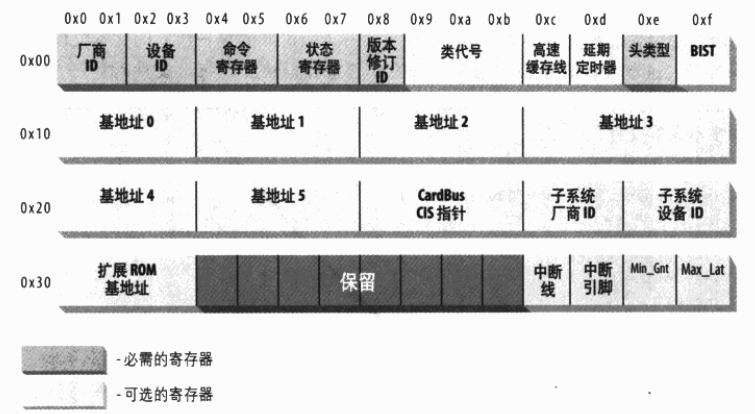 0x0 0x1 0x2 0x3 0x4 0x5 0x6 0x7 0x8 0x9 0xa 0xb 0xc 0xd 0xe 0xf
0x00
厂商
ID
设备
ID
命令
寄存器
状态
寄存器
版本
修订
ID
类代号
高速
缓存线
延期
定时器
头类型
BIST
0x10
基地址 0
基地址 1
基地址 2
基地址 3
0x20
基地址 4
基地址 5
CardBus
CIS 指针
子系统
厂商 ID
子系统
设备 ID
0x30
扩展 ROM
基地址
保留
中断
线
中断
引脚
Min_Gnt
Max_Lat
-必需的寄存器
-可选的寄存器